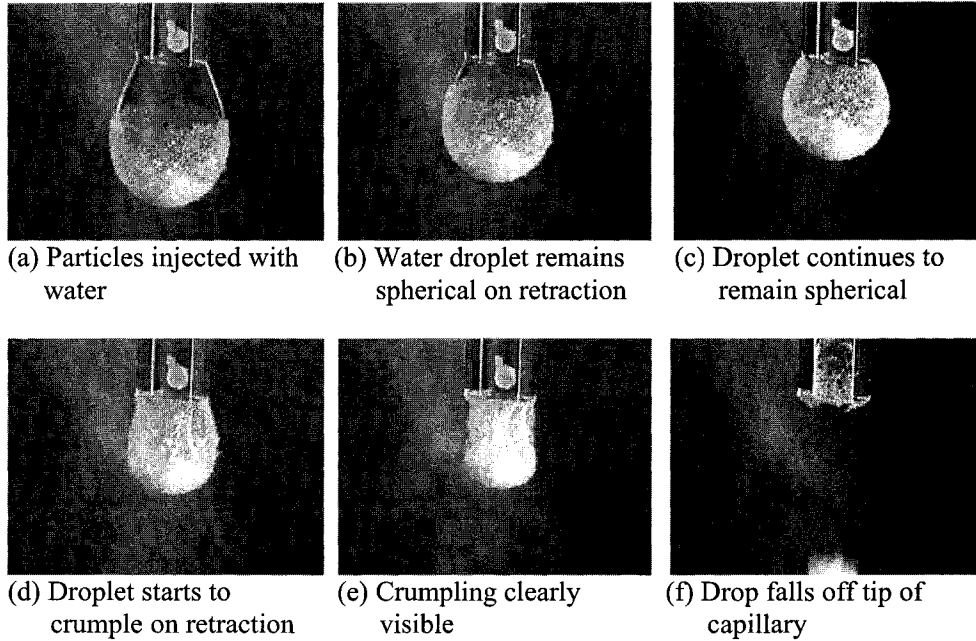 (a) Particles injected with
water
(b) Water droplet remains
spherical on retraction
(c) Droplet continues to
remain spherical
(d) Droplet starts to
crumple on retraction
(e) Crumpling clearly
visible
(f) Drop falls off tip of
capillary